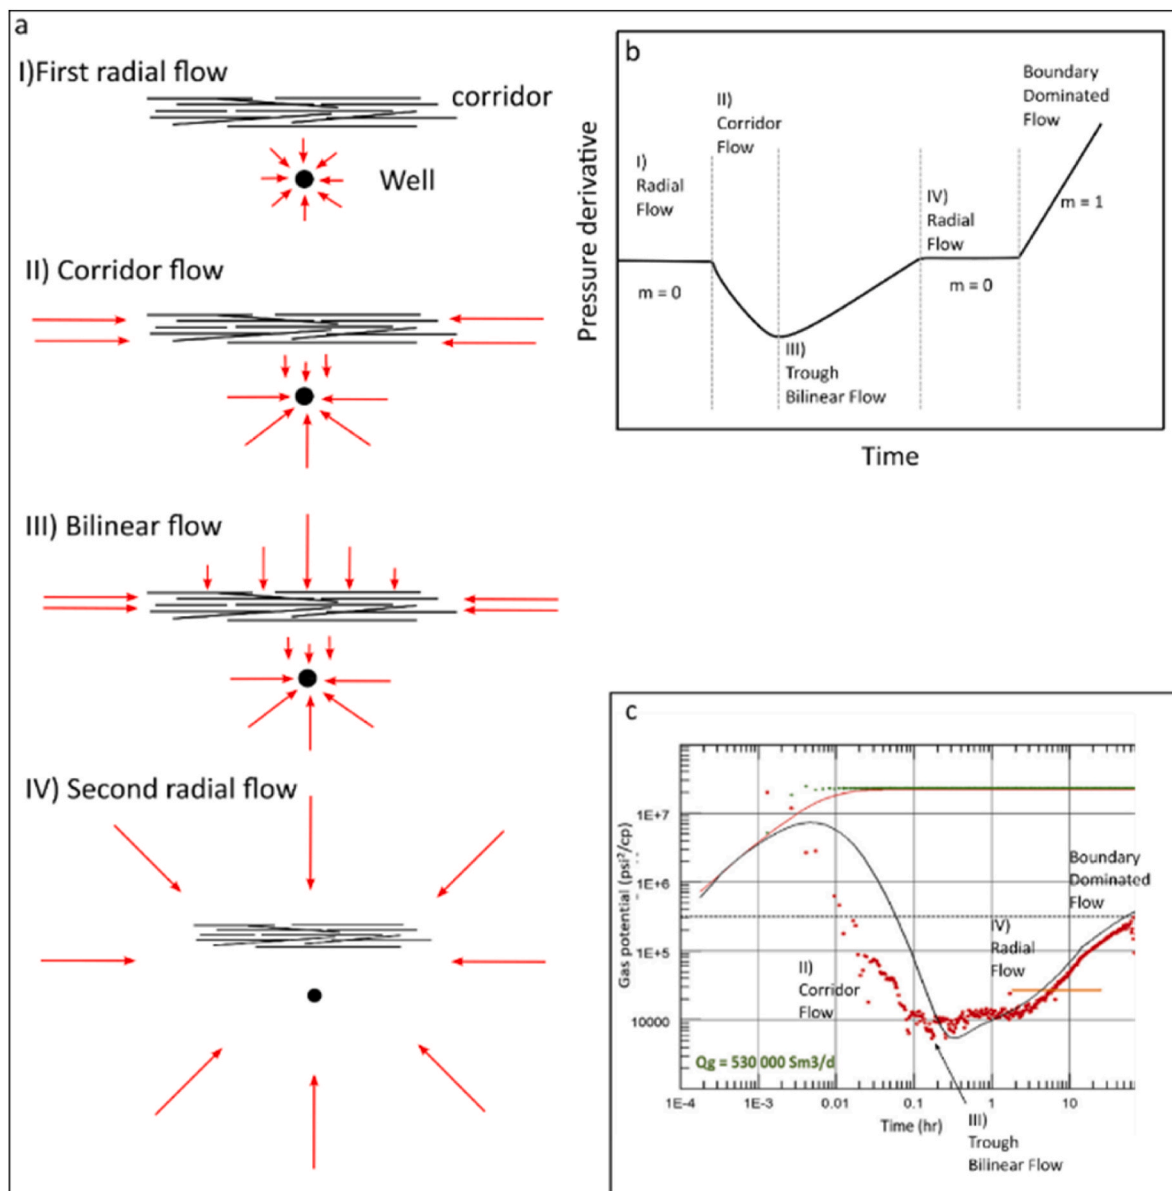 a
I)First radial flow
corridor
Well
II) Corridor flow
III) Bilinear flow
IV) Second radial flow
b
Pressure derivative
I)
Radial
Flow
m = 0
II)
Corridor
Flow
III)
Trough
Bilinear Flow
IV)
Radial
Flow
m = 0
Boundary
Dominated
Flow
m = 1
Time
c
Gas potential (psi²/cp)
1E+7
1E+6
1E+5
10000
1E-4
1E-3
0.01
0.1
1
10
Time (hr)
II)
Corridor
Flow
Qg = 530 000 Sm3/d
III)
Trough
Bilinear Flow
IV)
Radial
Flow
Boundary
Dominated
Flow